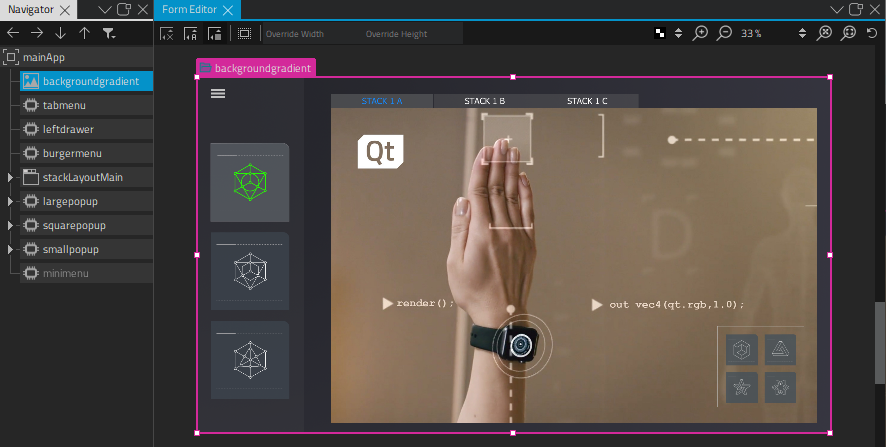 Navigator
Form Editor
Override Width
Override Height
33 %
mainApp
backgroundgradient
tabmenu
leftdrawer
burgermenu
stackLayoutMain
largepopup
squarepopup
smallpopup
minimenu
backgroundgradient
STACK 1 A
STACK 1 B
STACK 1 C
Qt
D
render();
out vec4(qt.rgb,1.0);